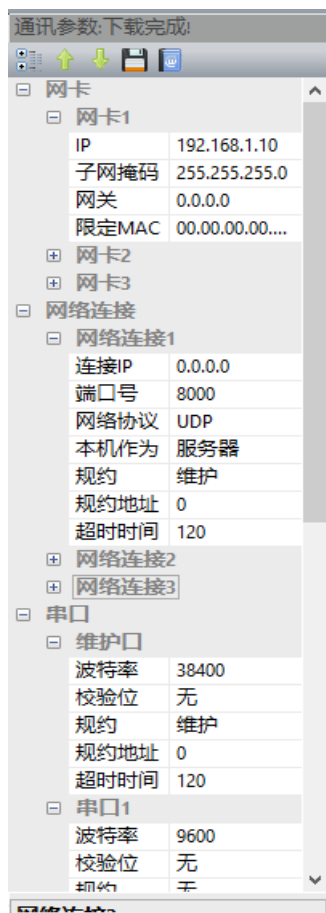 通讯参数:下载完成!
网卡
网卡1
IP 192.168.1.10
子网掩码 255.255.255.0
网关 0.0.0.0
限定MAC 00.00.00.00....
网卡2
网卡3
网络连接
网络连接1
连接IP 0.0.0.0
端口号 8000
网络协议 UDP
本机作为 服务器
规约 维护
规约地址 0
超时时间 120
网络连接2
网络连接3
串口
维护口
波特率 38400
校验位 无
规约 维护
规约地址 0
超时时间 120
串口1
波特率 9600
校验位 无
规约 无